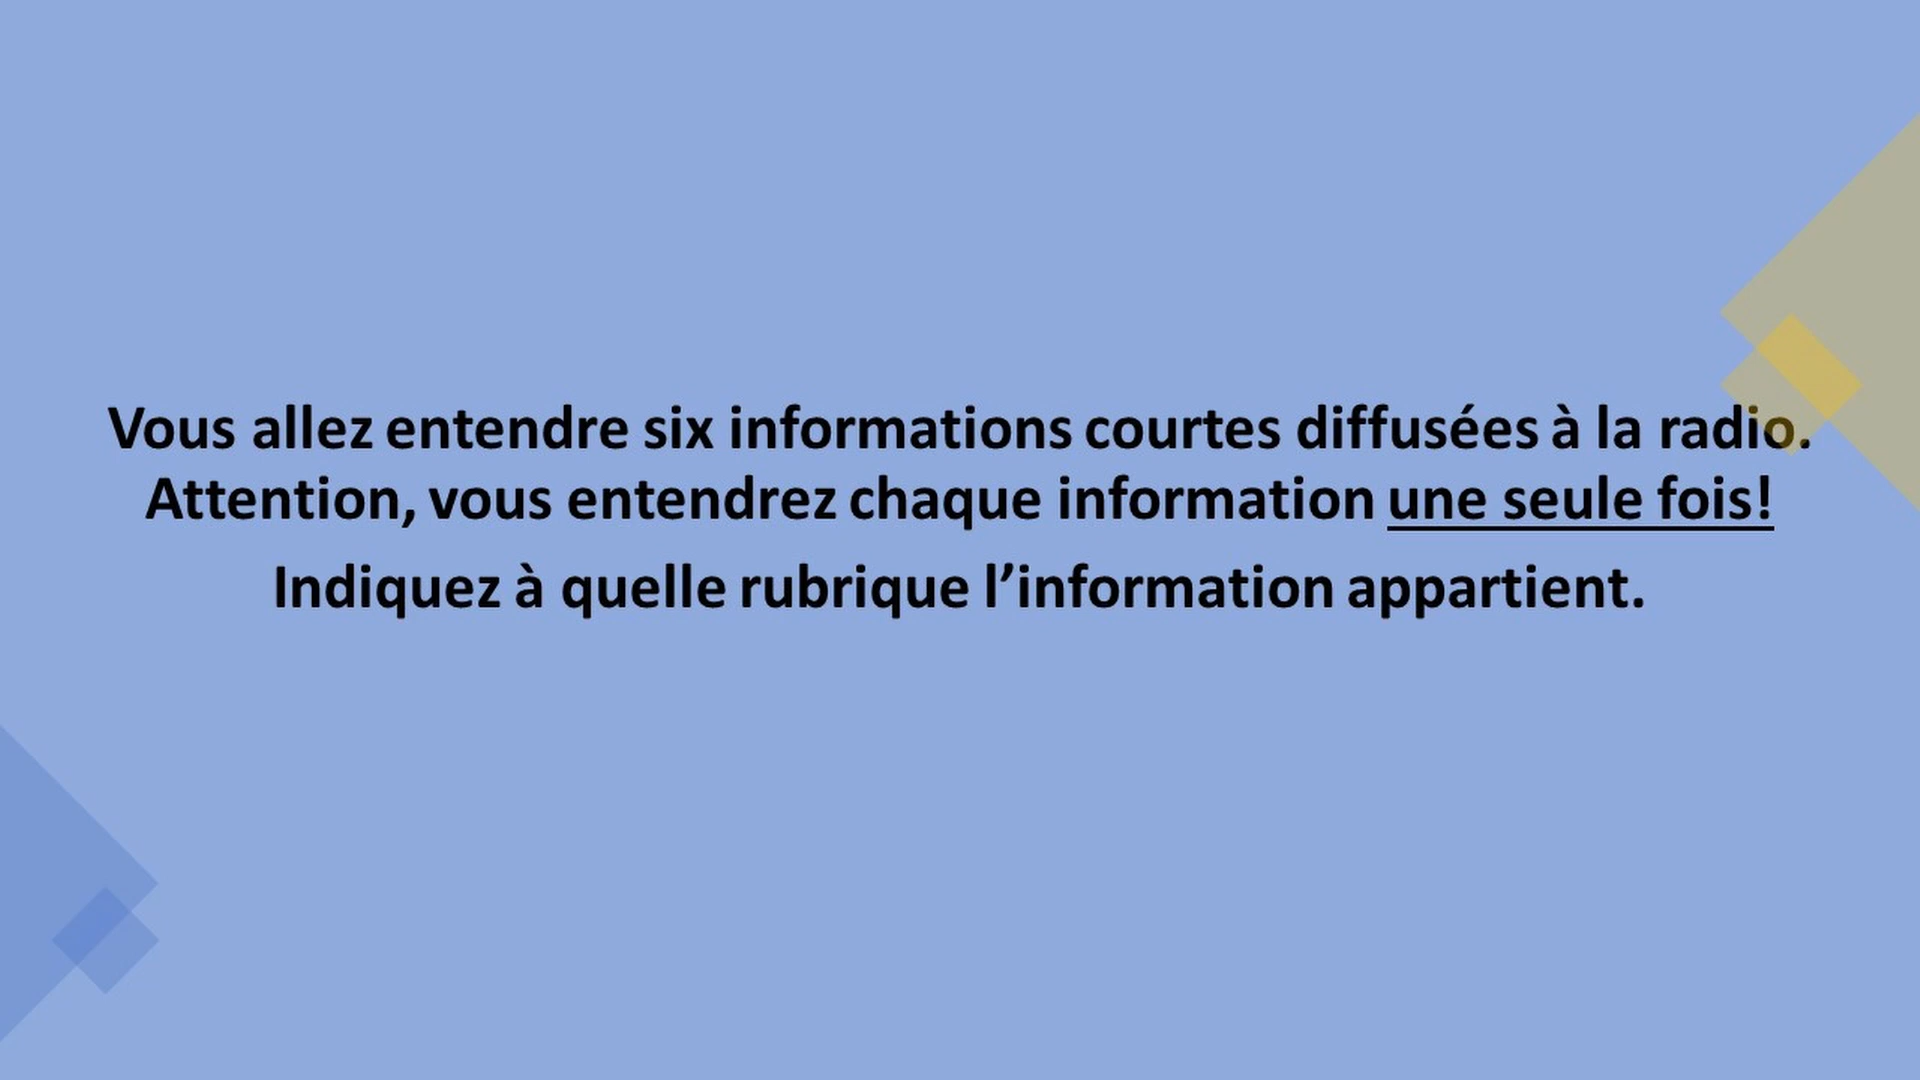 Vous allez entendre six informations courtes diffusées à la radio.
Attention, vous entendrez chaque information une seule fois!
Indiquez à quelle rubrique l’information appartient.